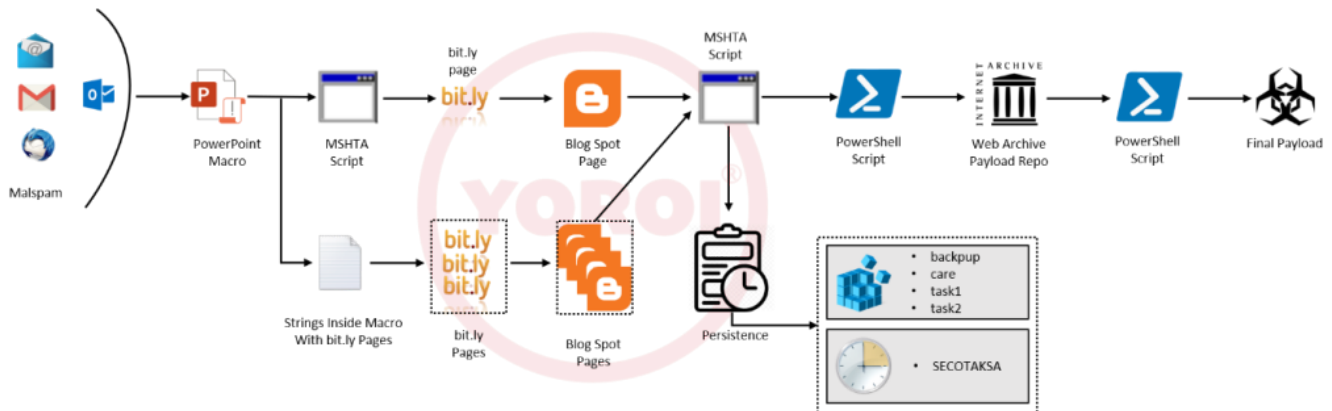 Malspam
PowerPoint
Macro
MSHTA
Script
bit.ly
page
bit.ly
Blog Spot
Page
MSHTA
Script
PowerShell
Script
INTERNET ARCHIVE
Web Archive
Payload Repo
PowerShell
Script
Final Payload
YOROI®
Strings Inside Macro
With bit.ly Pages
bit.ly
bit.ly
bit.ly
bit.ly
Pages
Blog Spot
Pages
Persistence
• backpup
• care
• task1
• task2
• SECOTAKSA